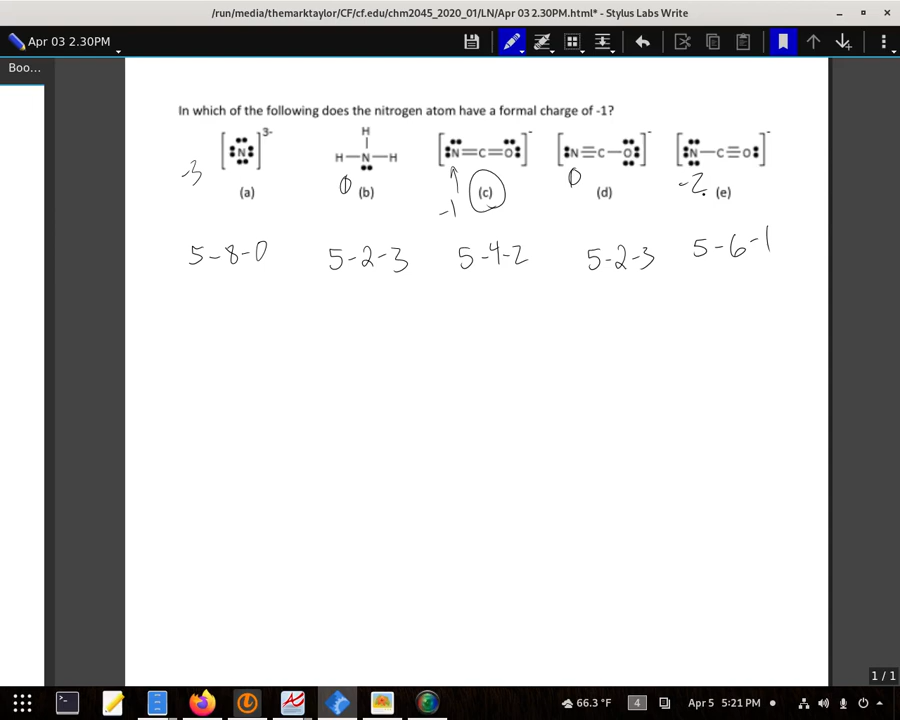 /run/media/themarktaylor/CF/cf.edu/chm2045_2020_01/LN/Apr 03 2.30PM.html* - Stylus Labs Write
Apr 03 2.30PM
Boo...
In which of the following does the nitrogen atom have a formal charge of -1?
3-
H
- - -
N H—N—H N=C=O N≡C—O N—C≡O
-3 0 0 -2
(a) (b) (c) (d) (e)
-1
5-8-0 5-2-3 5-4-2 5-2-3 5-6-1
1 / 1
66.3 °F 4 Apr 5 5:21 PM